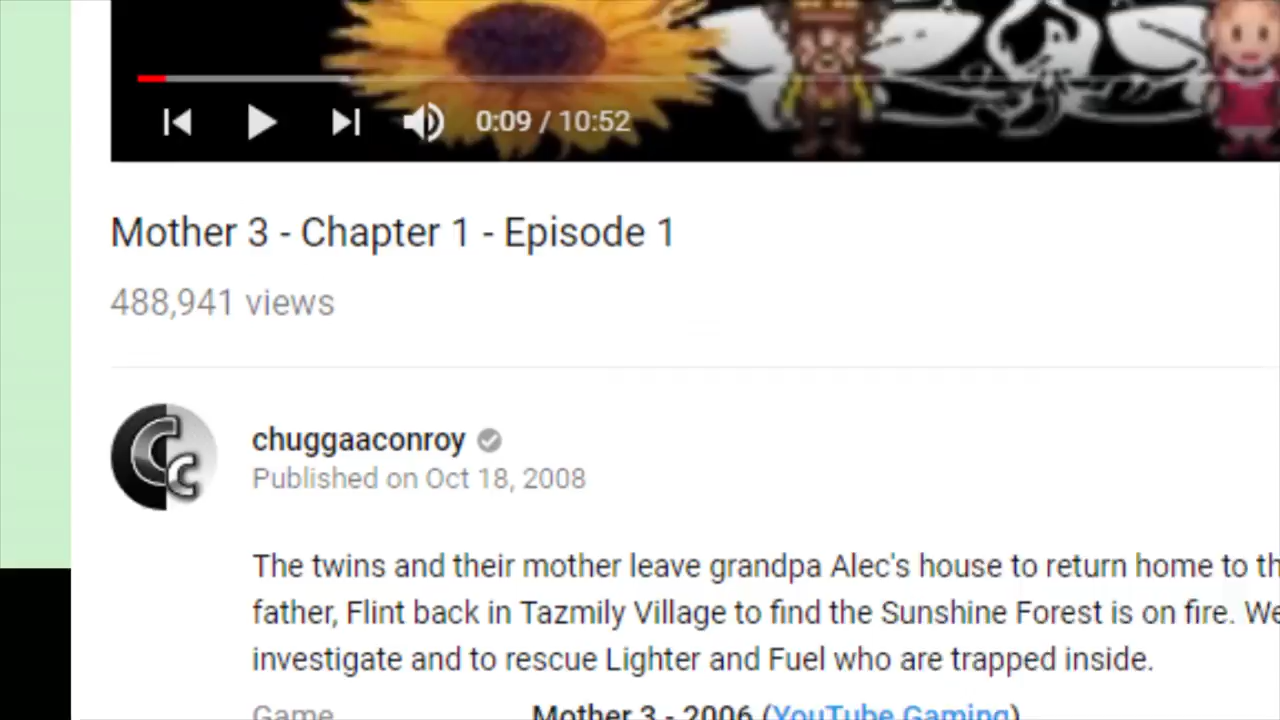 0:09 / 10:52
Mother 3 - Chapter 1 - Episode 1
488,941 views
chuggaaconroy
Published on Oct 18, 2008
The twins and their mother leave grandpa Alec's house to return home to th
father, Flint back in Tazmily Village to find the Sunshine Forest is on fire. We
investigate and to rescue Lighter and Fuel who are trapped inside.
Game Mother 3 - 2006 (YouTube Gaming)